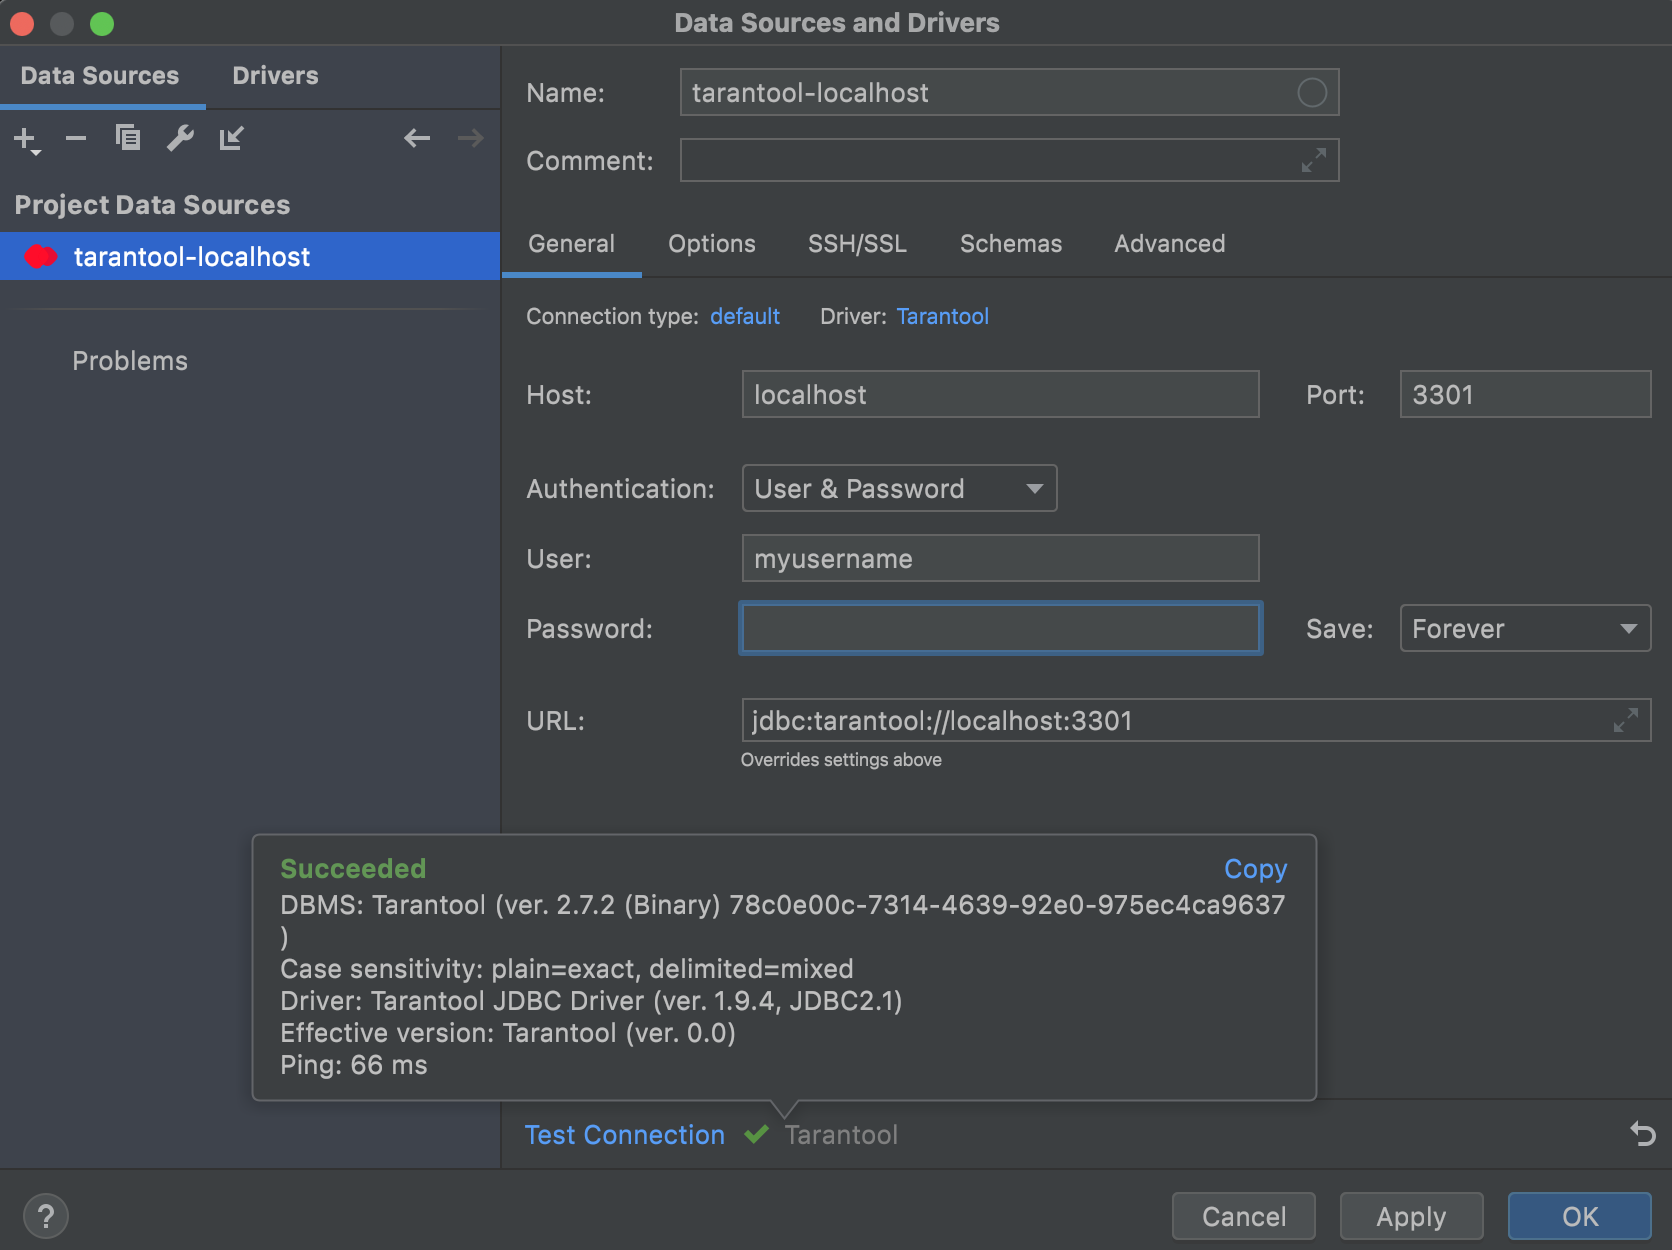 Data Sources and Drivers
Data Sources Drivers
Project Data Sources
tarantool-localhost
Problems
Name: tarantool-localhost
Comment:
General Options SSH/SSL Schemas Advanced
Connection type: default Driver: Tarantool
Host: localhost Port: 3301
Authentication: User & Password
User: myusername
Password: Save: Forever
URL: jdbc:tarantool://localhost:3301
Overrides settings above
Succeeded Copy
DBMS: Tarantool (ver. 2.7.2 (Binary) 78c0e00c-7314-4639-92e0-975ec4ca9637
)
Case sensitivity: plain=exact, delimited=mixed
Driver: Tarantool JDBC Driver (ver. 1.9.4, JDBC2.1)
Effective version: Tarantool (ver. 0.0)
Ping: 66 ms
Test Connection Tarantool
? Cancel Apply OK